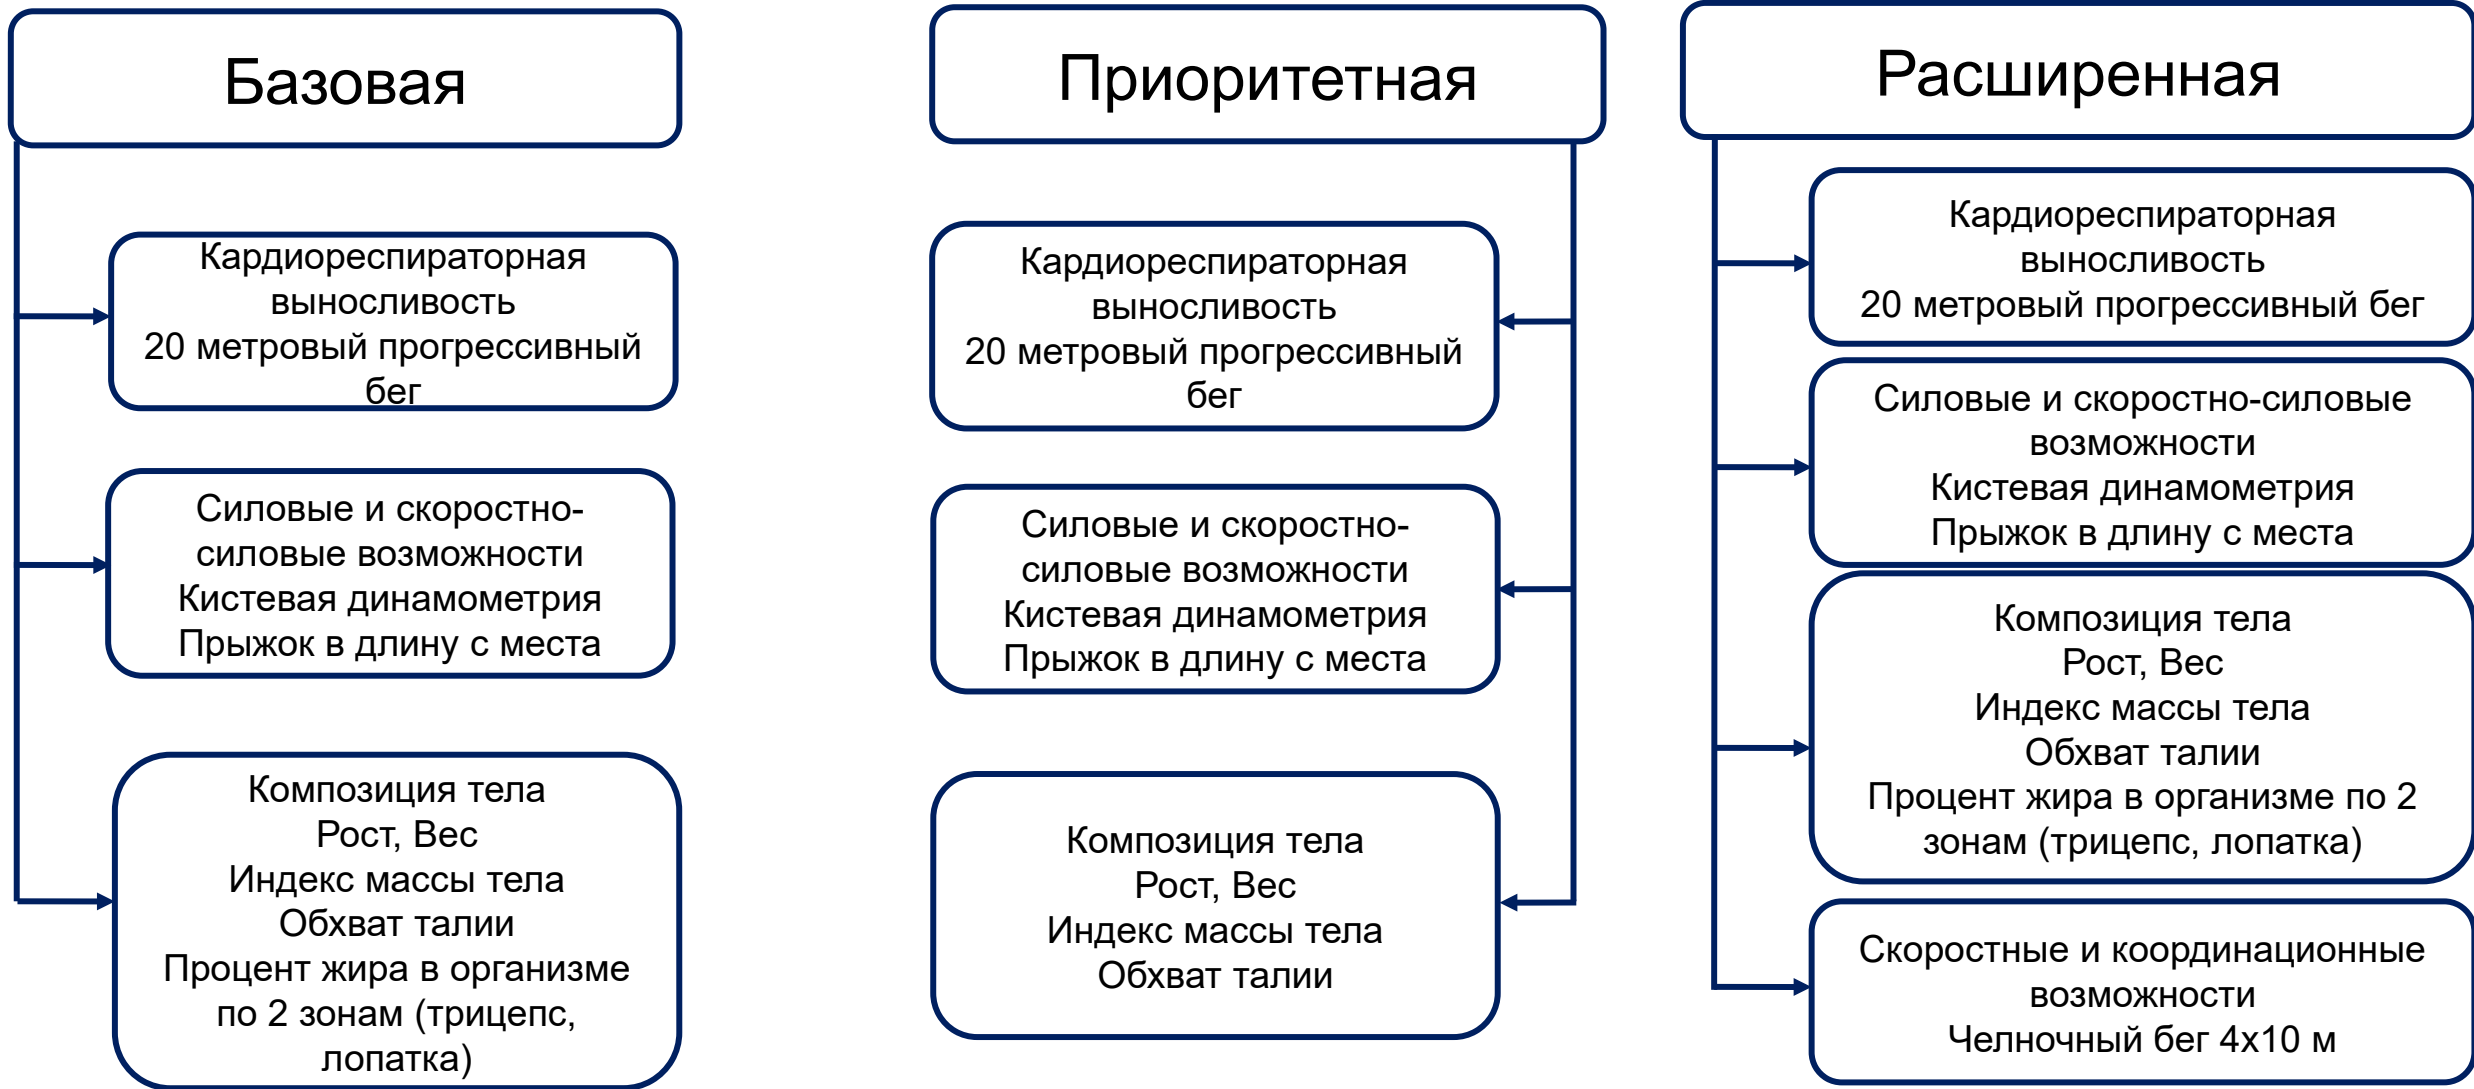 Базовая
Кардиореспираторная
выносливость
20 метровый прогрессивный
бег
Силовые и скоростно-
силовые возможности
Кистевая динамометрия
Прыжок в длину с места
Композиция тела
Рост, Вес
Индекс массы тела
Обхват талии
Процент жира в организме
по 2 зонам (трицепс,
лопатка)
Приоритетная
Кардиореспираторная
выносливость
20 метровый прогрессивный
бег
Силовые и скоростно-
силовые возможности
Кистевая динамометрия
Прыжок в длину с места
Композиция тела
Рост, Вес
Индекс массы тела
Обхват талии
Расширенная
Кардиореспираторная
выносливость
20 метровый прогрессивный бег
Силовые и скоростно-силовые
возможности
Кистевая динамометрия
Прыжок в длину с места
Композиция тела
Рост, Вес
Индекс массы тела
Обхват талии
Процент жира в организме по 2
зонам (трицепс, лопатка)
Скоростные и координационные
возможности
Челночный бег 4х10 м